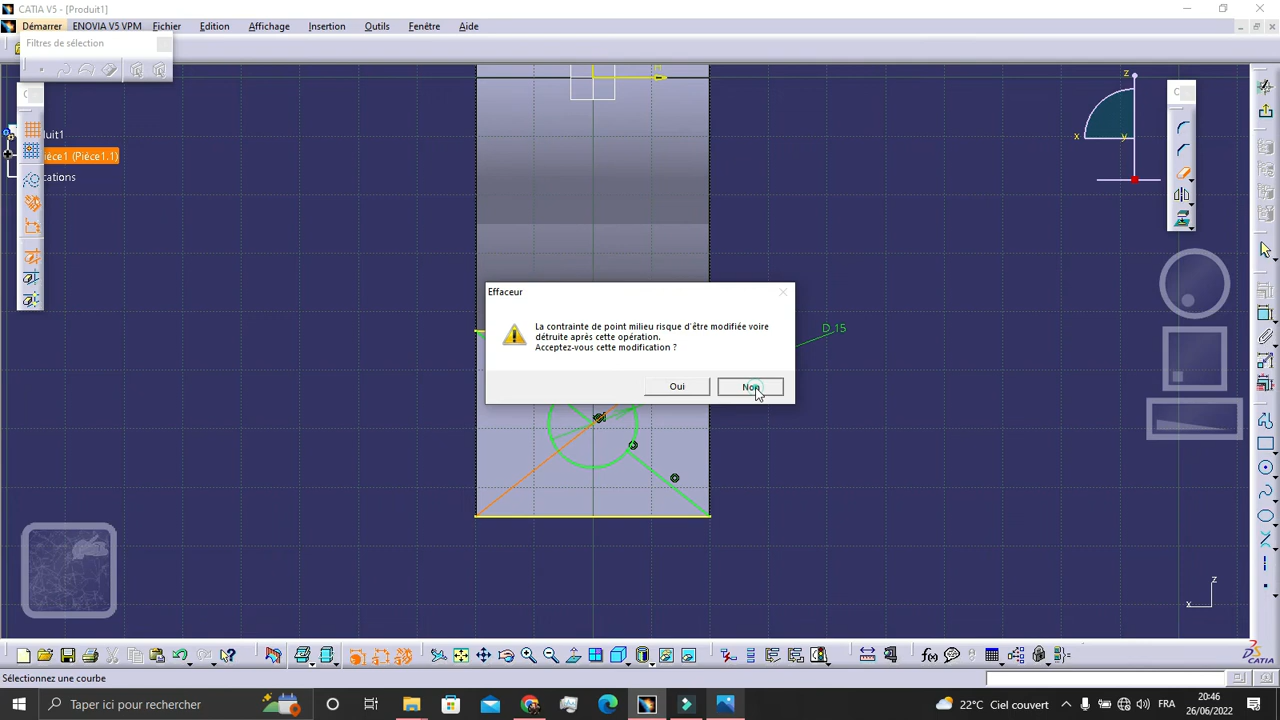 CATIA V5 - [Produit1]
Démarrer ENOVIA V5 VPM Fichier Edition Affichage Insertion Outils Fenêtre Aide
Filtres de sélection
duit1
Pièce1 (Pièce1.1)
cations
z
x
y
Effaceur
La contrainte de point milieu risque d'être modifiée voire
détruite après cette opération.
Acceptez-vous cette modification ?
Oui Non
D 15
z
x
Sélectionnez une courbe
Taper ici pour rechercher
22°C Ciel couvert
FRA
20:46
26/06/2022